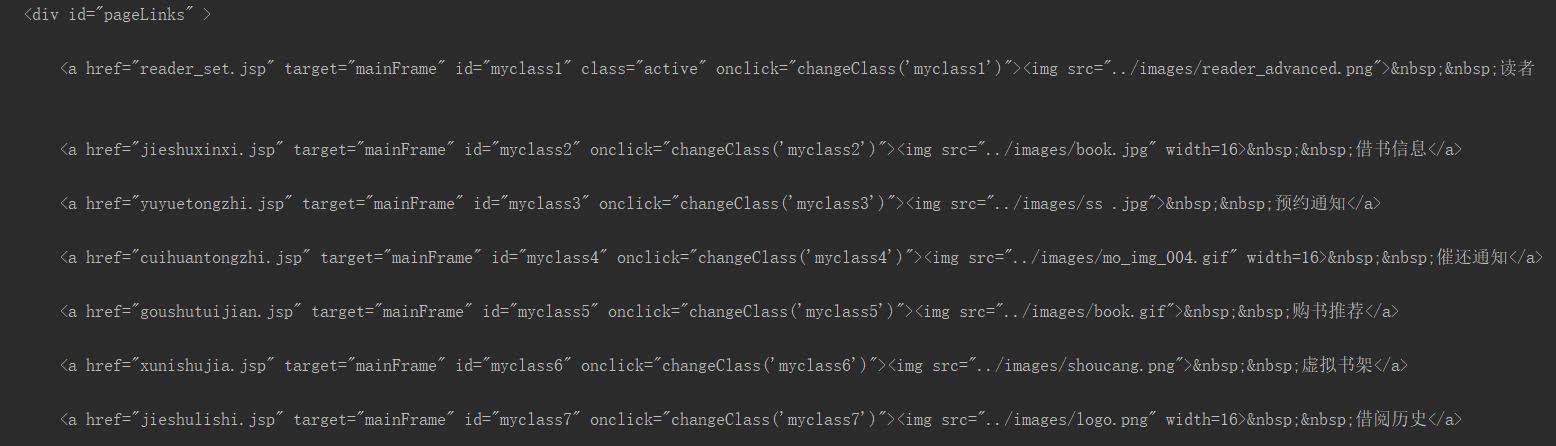 <div id="pageLinks" >
<a href="reader_set.jsp" target="mainFrame" id="myclass1" class="active" onclick="changeClass('myclass1')"><img src="../images/reader_advanced.png">&nbsp;&nbsp;读者
<a href="jieshuxinxi.jsp" target="mainFrame" id="myclass2" onclick="changeClass('myclass2')"><img src="../images/book.jpg" width=16>&nbsp;&nbsp;借书信息</a>
<a href="yuyuetongzhi.jsp" target="mainFrame" id="myclass3" onclick="changeClass('myclass3')"><img src="../images/ss .jpg">&nbsp;&nbsp;预约通知</a>
<a href="cuihuantongzhi.jsp" target="mainFrame" id="myclass4" onclick="changeClass('myclass4')"><img src="../images/mo_img_004.gif" width=16>&nbsp;&nbsp;催还通知</a>
<a href="goushutuijian.jsp" target="mainFrame" id="myclass5" onclick="changeClass('myclass5')"><img src="../images/book.gif">&nbsp;&nbsp;购书推荐</a>
<a href="xunishujia.jsp" target="mainFrame" id="myclass6" onclick="changeClass('myclass6')"><img src="../images/shoucang.png">&nbsp;&nbsp;虚拟书架</a>
<a href="jieshulishi.jsp" target="mainFrame" id="myclass7" onclick="changeClass('myclass7')"><img src="../images/logo.png" width=16>&nbsp;&nbsp;借阅历史</a>